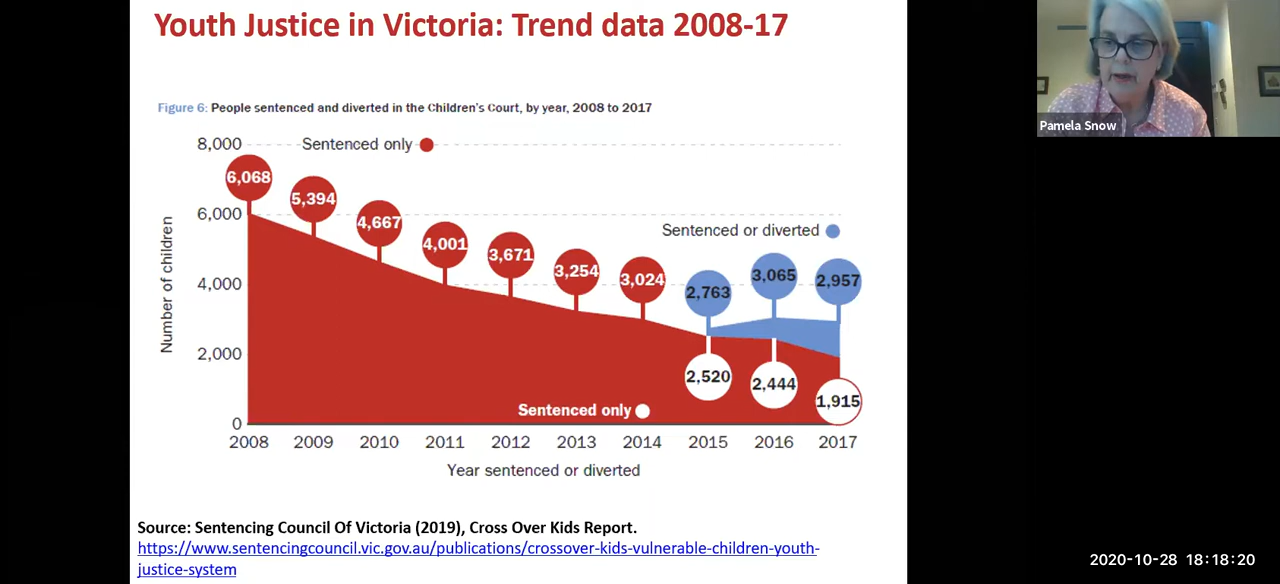 Youth Justice in Victoria: Trend data 2008-17
Figure 6: People sentenced and diverted in the Children's Court, by year, 2008 to 2017
8,000
Sentenced only
6,068
5,394
6,000
4,667
Sentenced or diverted
4,001
3,671
3,254
3,024
2,763
3,065
2,957
4,000
Number of children
2,000
2,520
2,444
1,915
Sentenced only
0
2008 2009 2010 2011 2012 2013 2014 2015 2016 2017
Year sentenced or diverted
Source: Sentencing Council Of Victoria (2019), Cross Over Kids Report.
https://www.sentencingcouncil.vic.gov.au/publications/crossover-kids-vulnerable-children-youth-
justice-system
Pamela Snow
2020-10-28 18:18:20